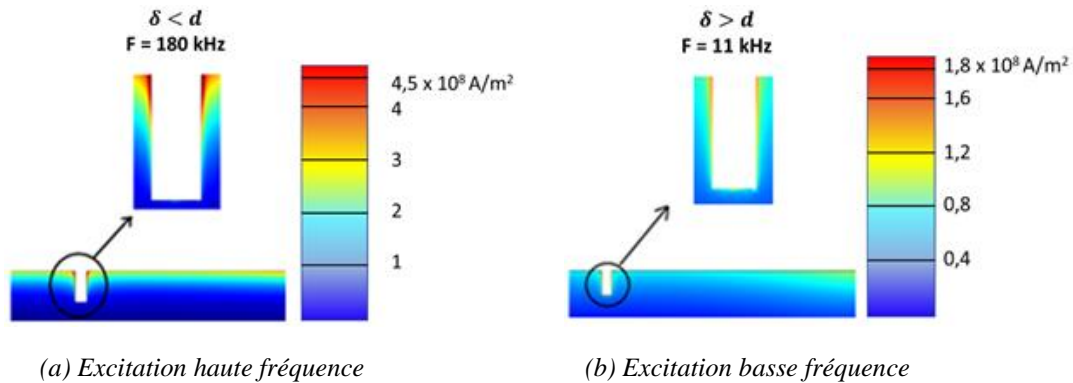 δ < d
F = 180 kHz
4,5 x 10⁸ A/m²
4
3
2
1
(a) Excitation haute fréquence
δ > d
F = 11 kHz
1,8 x 10⁸ A/m²
1,6
1,2
0,8
0,4
(b) Excitation basse fréquence